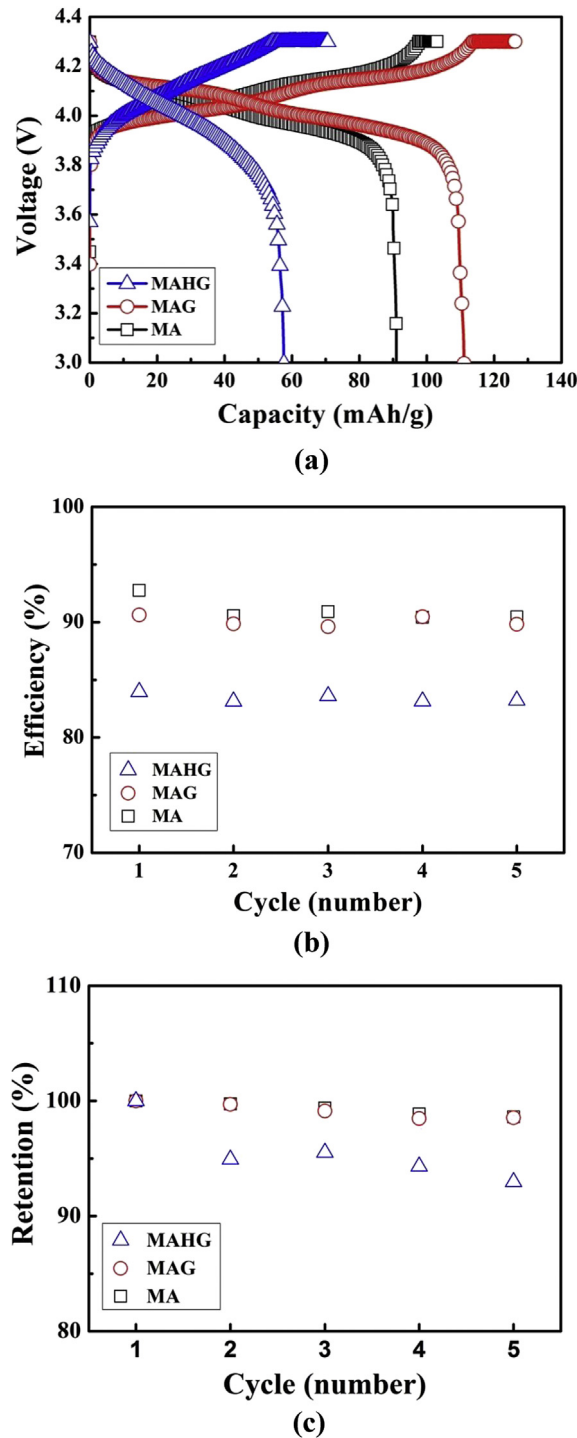 4.4
4.2
4.0
3.8
3.6
3.4
3.2
3.0
Voltage (V)
MAHG
MAG
MA
0 20 40 60 80 100 120 140
Capacity (mAh/g)
(a)
100
90
80
70
Efficiency (%)
MAHG
MAG
MA
1 2 3 4 5
Cycle (number)
(b)
110
100
90
80
Retention (%)
MAHG
MAG
MA
1 2 3 4 5
Cycle (number)
(c)